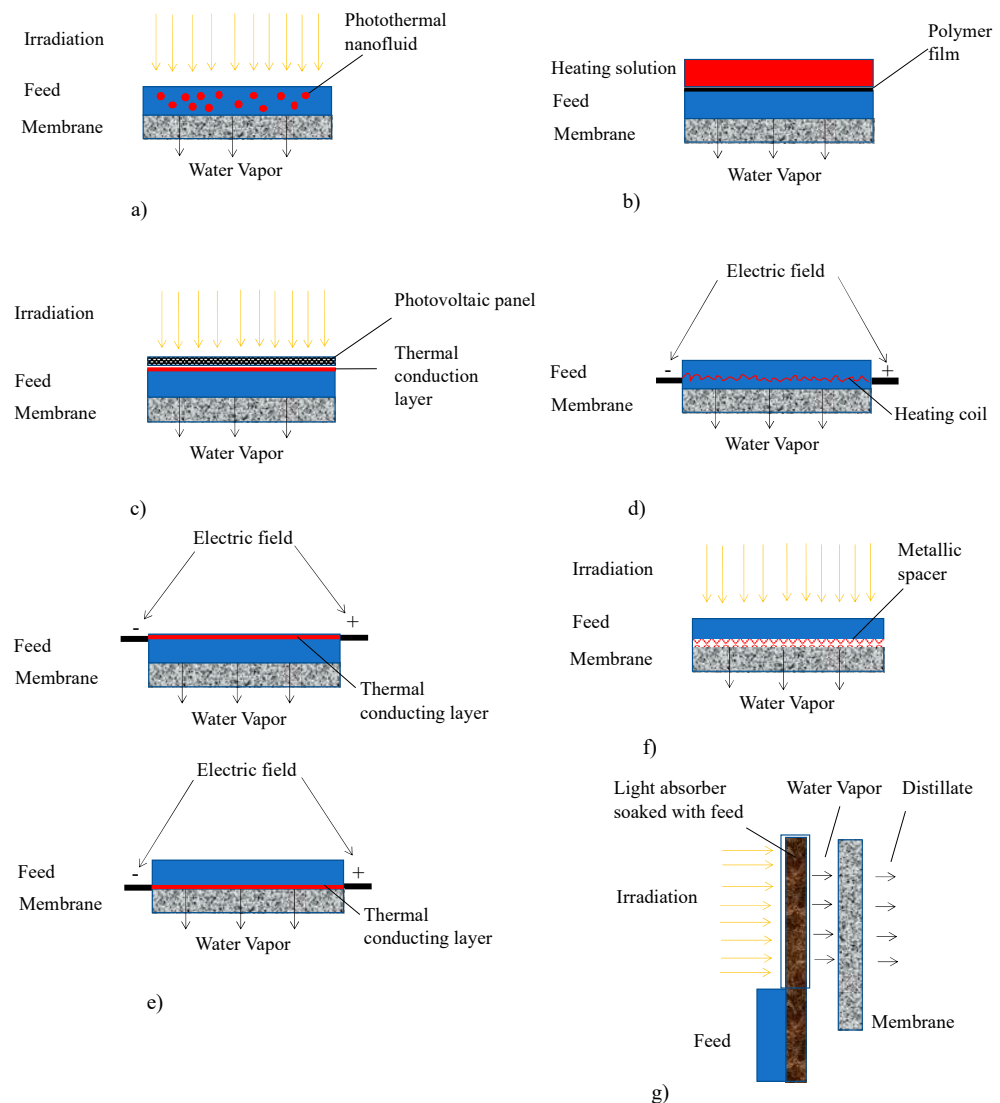 Irradiation
Photothermal
nanofluid
Feed
Membrane
Water Vapor
a)
Polymer
film
Heating solution
Feed
Membrane
Water Vapor
b)
Irradiation
Photovoltaic panel
Thermal
conduction
layer
Feed
Membrane
Water Vapor
c)
Electric field
-
+
Feed
Membrane
Heating coil
Water Vapor
d)
Electric field
-
+
Feed
Membrane
Thermal
conducting layer
Water Vapor
Electric field
-
+
Feed
Membrane
Thermal
conducting layer
Water Vapor
e)
Irradiation
Metallic
spacer
Feed
Membrane
Water Vapor
f)
Light absorber
soaked with feed
Water Vapor
Distillate
Irradiation
Feed
Membrane
g)